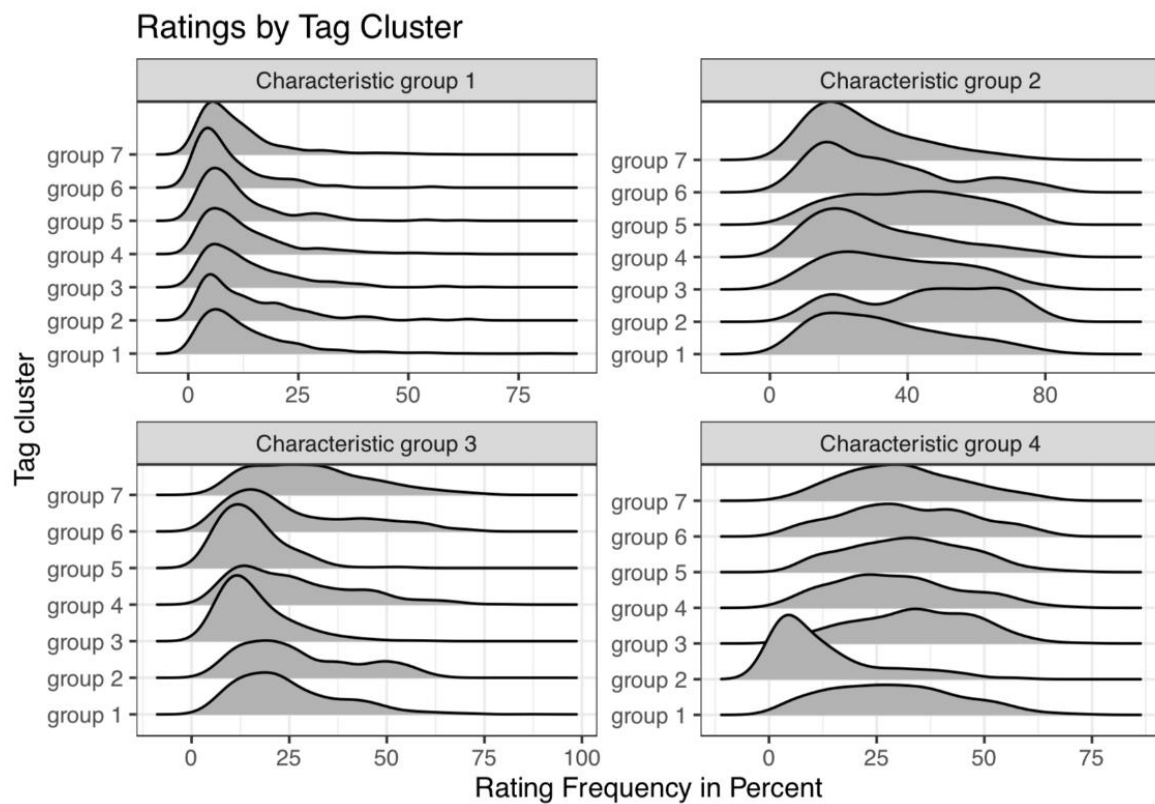 Ratings by Tag Cluster
Characteristic group 1
Characteristic group 2
group 7
group 6
group 5
group 4
group 3
group 2
group 1
0 25 50 75
group 7
group 6
group 5
group 4
group 3
group 2
group 1
0 40 80
Tag cluster
Characteristic group 3
Characteristic group 4
group 7
group 6
group 5
group 4
group 3
group 2
group 1
0 25 50 75 100
group 7
group 6
group 5
group 4
group 3
group 2
group 1
0 25 50 75
Rating Frequency in Percent